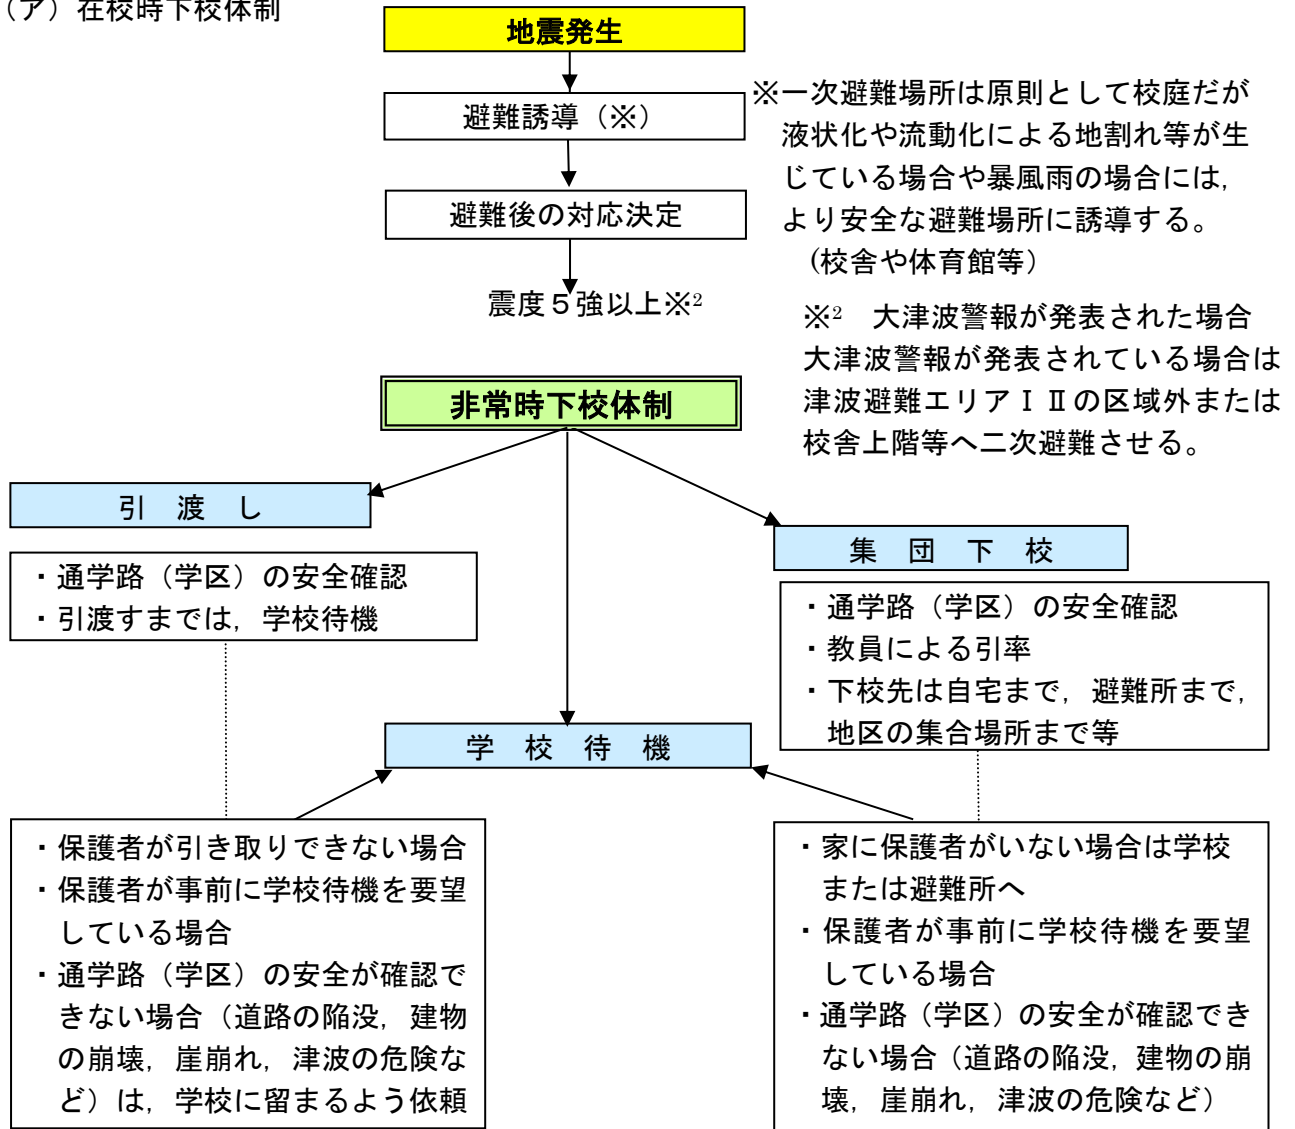 （ア）在校時下校体制
地震発生
避難誘導（※）
※一次避難場所は原則として校庭だが
液状化や流動化による地割れ等が生
じている場合や暴風雨の場合には，
より安全な避難場所に誘導する。
（校舎や体育館等）
避難後の対応決定
震度５強以上※2
※2　大津波警報が発表された場合
大津波警報が発表されている場合は
津波避難エリアⅠⅡの区域外または
校舎上階等へ二次避難させる。
非常時下校体制
引　渡　し
・通学路（学区）の安全確認
・引渡すまでは，学校待機
集　団　下　校
・通学路（学区）の安全確認
・教員による引率
・下校先は自宅まで，避難所まで，
地区の集合場所まで等
学　校　待　機
・保護者が引き取りできない場合
・保護者が事前に学校待機を要望
している場合
・通学路（学区）の安全が確認で
きない場合（道路の陥没，建物
の崩壊，崖崩れ，津波の危険な
ど）は，学校に留まるよう依頼
・家に保護者がいない場合は学校
または避難所へ
・保護者が事前に学校待機を要望
している場合
・通学路（学区）の安全が確認でき
ない場合（道路の陥没，建物の崩
壊，崖崩れ，津波の危険など）